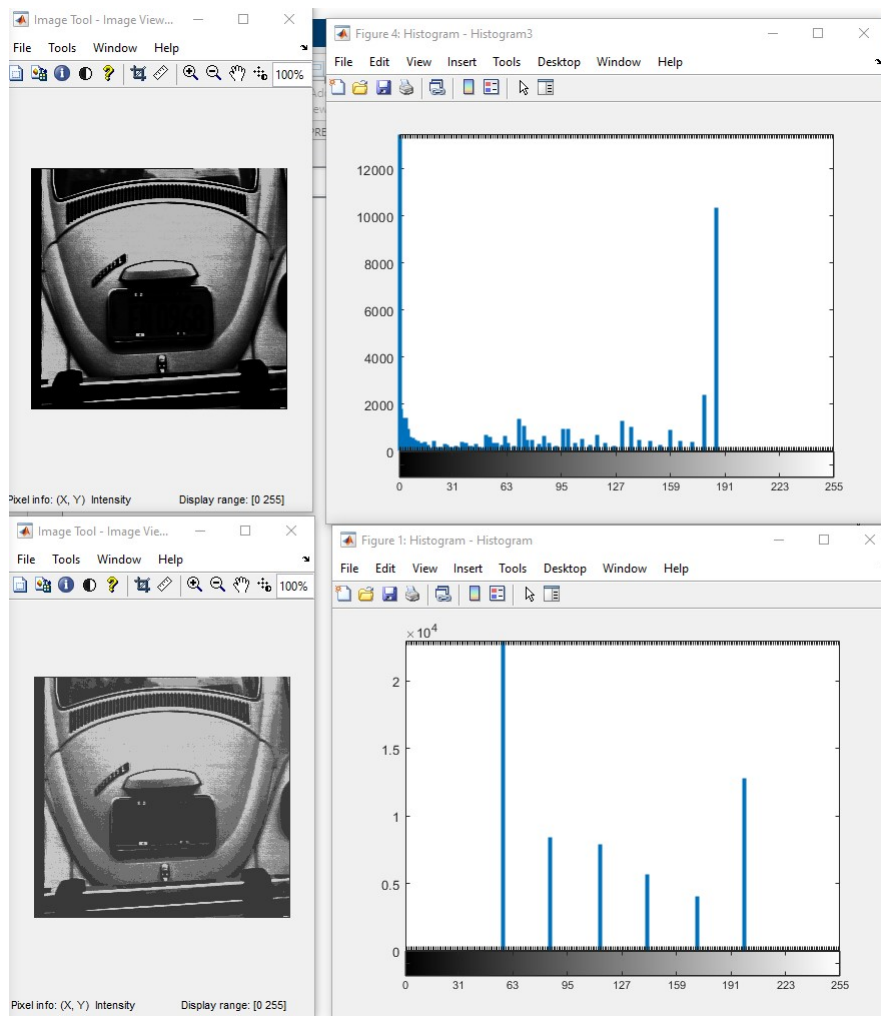 Image Tool - Image View...
File Tools Window Help
100%
Pixel info: (X, Y) Intensity
Display range: [0 255]
Figure 4: Histogram - Histogram3
File Edit View Insert Tools Desktop Window Help
12000
10000
8000
6000
4000
2000
0
0 31 63 95 127 159 191 223 255
Image Tool - Image Vie...
File Tools Window Help
100%
Pixel info: (X, Y) Intensity
Display range: [0 255]
Figure 1: Histogram - Histogram
File Edit View Insert Tools Desktop Window Help
×10⁴
2
1.5
1
0.5
0
0 31 63 95 127 159 191 223 255